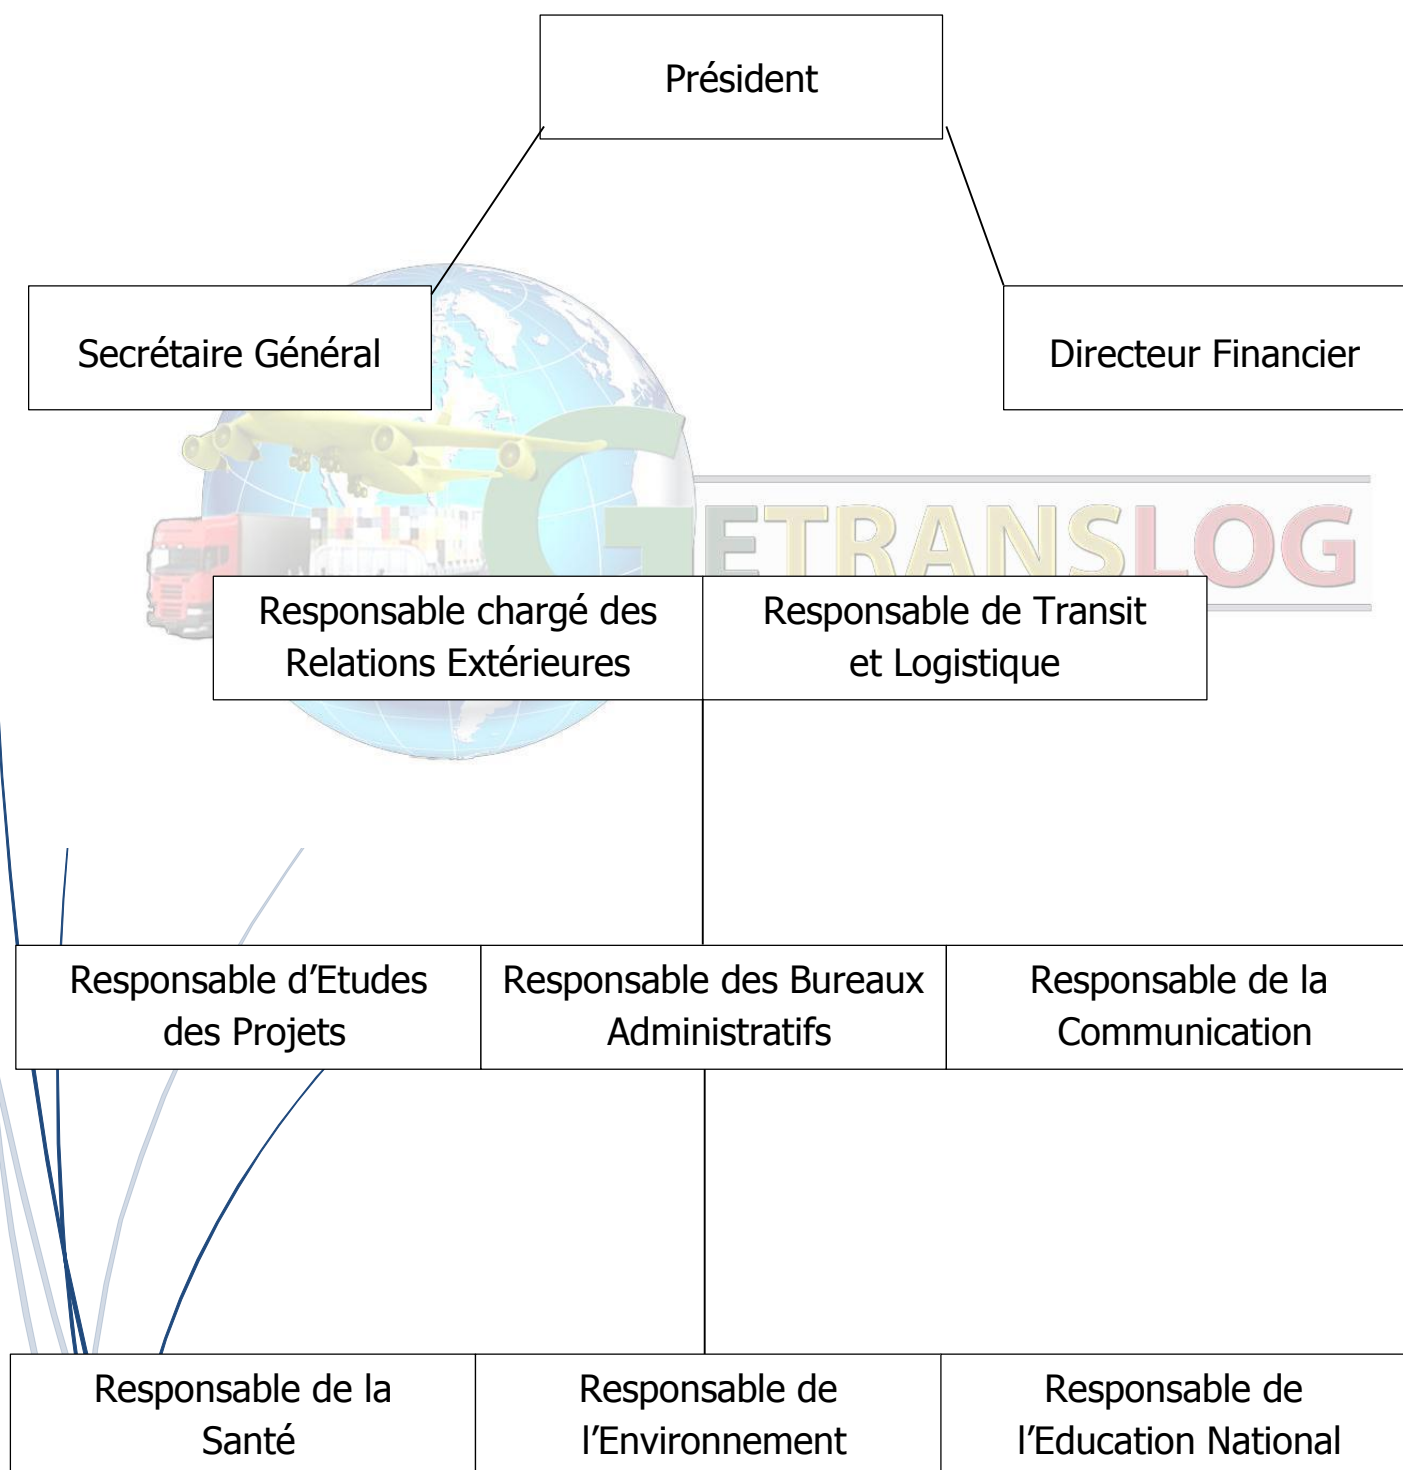 Président
Secrétaire Général
Directeur Financier
GETRANSLOG
Responsable chargé des
Relations Extérieures
Responsable de Transit
et Logistique
Responsable d’Etudes
des Projets
Responsable des Bureaux
Administratifs
Responsable de la
Communication
Responsable de la
Santé
Responsable de
l’Environnement
Responsable de
l’Education National